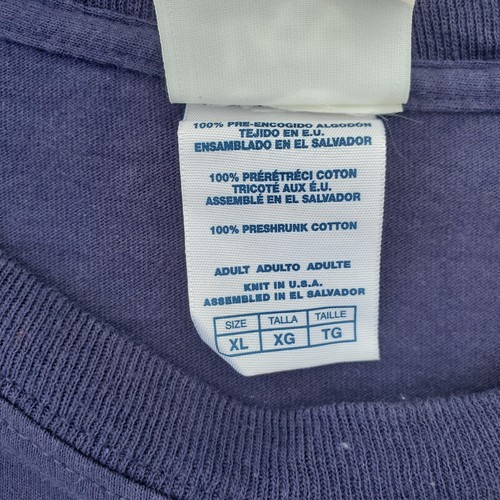 100% PRE-ENCOGIDO ALGODON
TEJIDO EN E.U.
ENSAMBLADO EN EL SALVADOR
100% PRÉRÉTRÉCI COTON
TRICOTÉ AUX É.U.
ASSEMBLÉ EN EL SALVADOR
100% PRESHRUNK COTTON
ADULT ADULTO ADULTE
KNIT IN U.S.A.
ASSEMBLED IN EL SALVADOR
SIZE TALLA TAILLE
XL XG TG